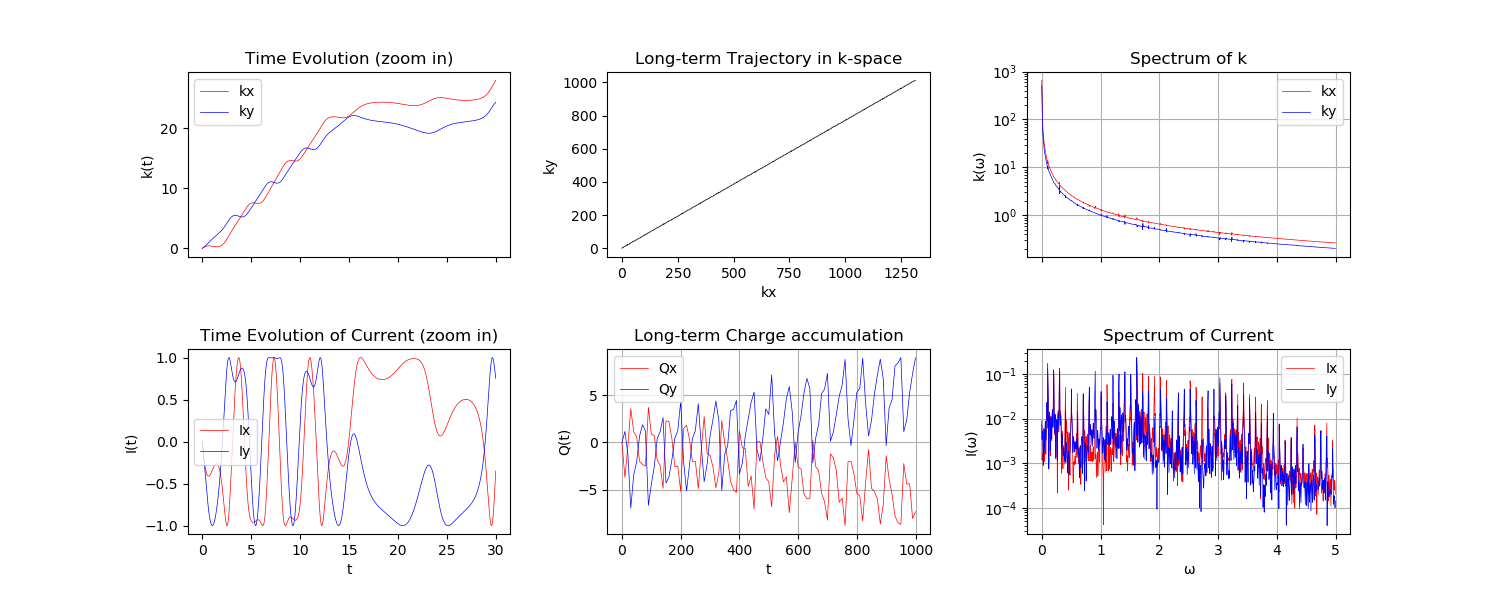 Time Evolution (zoom in)
kx
ky
k(t)
20
10
0
Long-term Trajectory in k-space
ky
1000
800
600
400
200
0
0 250 500 750 1000 1250
kx
Spectrum of k
kx
ky
k(ω)
10³
10²
10¹
10⁰
Time Evolution of Current (zoom in)
Ix
Iy
I(t)
1.0
0.5
0.0
−0.5
−1.0
0 5 10 15 20 25 30
t
Long-term Charge accumulation
Qx
Qy
Q(t)
5
0
−5
0 200 400 600 800 1000
t
Spectrum of Current
Ix
Iy
I(ω)
10⁻¹
10⁻²
10⁻³
10⁻⁴
0 1 2 3 4 5
ω